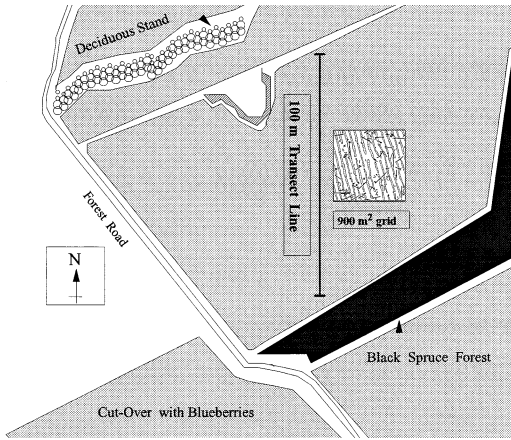 Deciduous Stand
100 m Transect Line
900 m² grid
Forest Road
N
Black Spruce Forest
Cut-Over with Blueberries